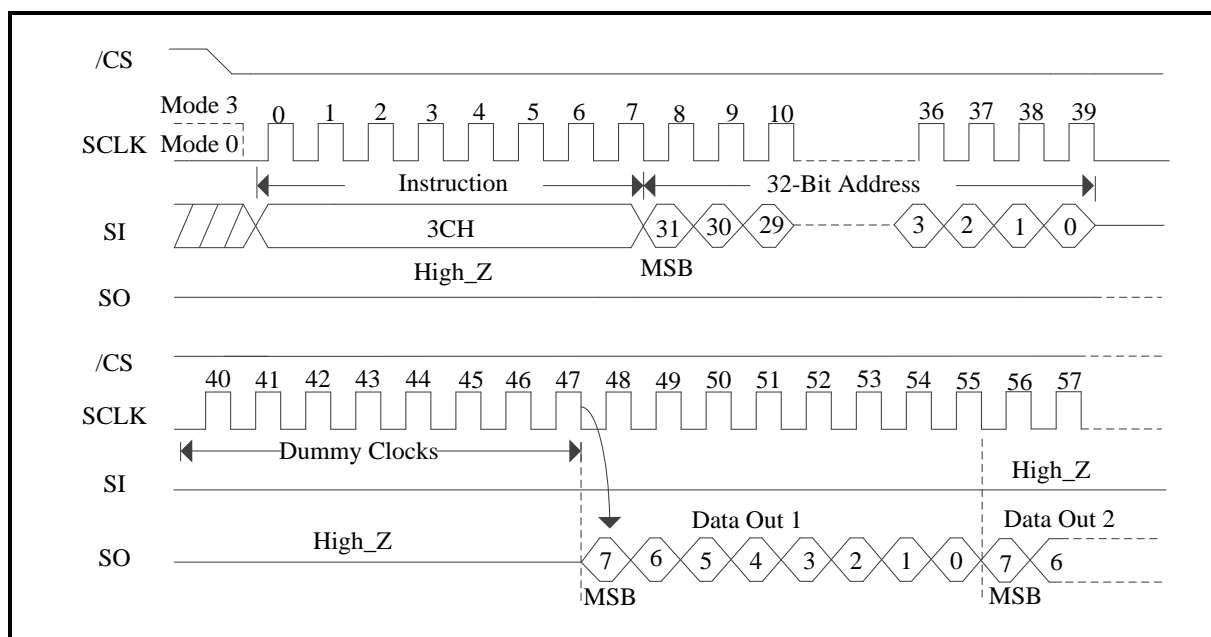 /CS
Mode 3
0 1 2 3 4 5 6 7 8 9 10 36 37 38 39
SCLK Mode 0
Instruction 32-Bit Address
SI 3CH 31 30 29 3 2 1 0
High_Z MSB
SO
/CS
40 41 42 43 44 45 46 47 48 49 50 51 52 53 54 55 56 57
SCLK
Dummy Clocks
SI High_Z
Data Out 1 Data Out 2
High_Z
SO 7 6 5 4 3 2 1 0 7 6
MSB MSB